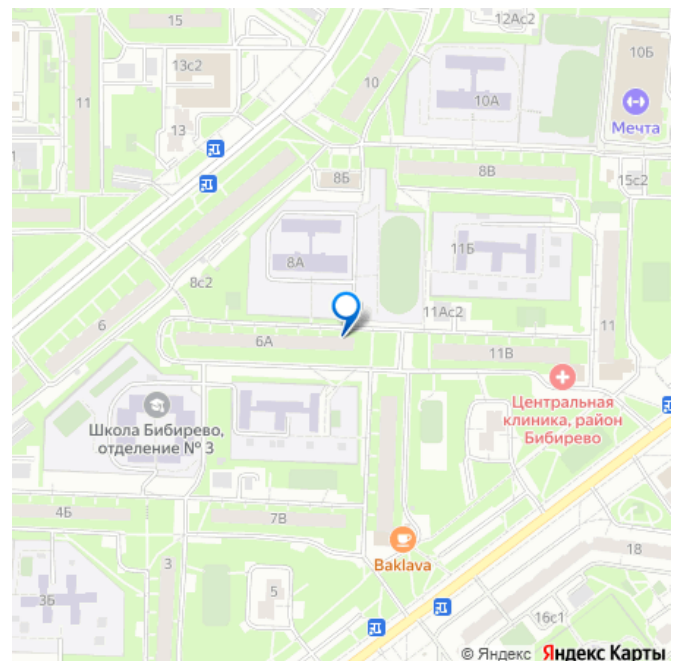 15
12Ас2
13с2
10Б
10
11
10А
Мечта
13
8Б
8В
15с2
11Б
8А
8с2
11Ас2
6
11
6А
11В
Центральная
клиника, район
Бибирево
Школа Бибирево,
отделение № 3
4Б
7В
3
Baklava
18
5
3Б
16с1
© Яндекс Яндекс Карты